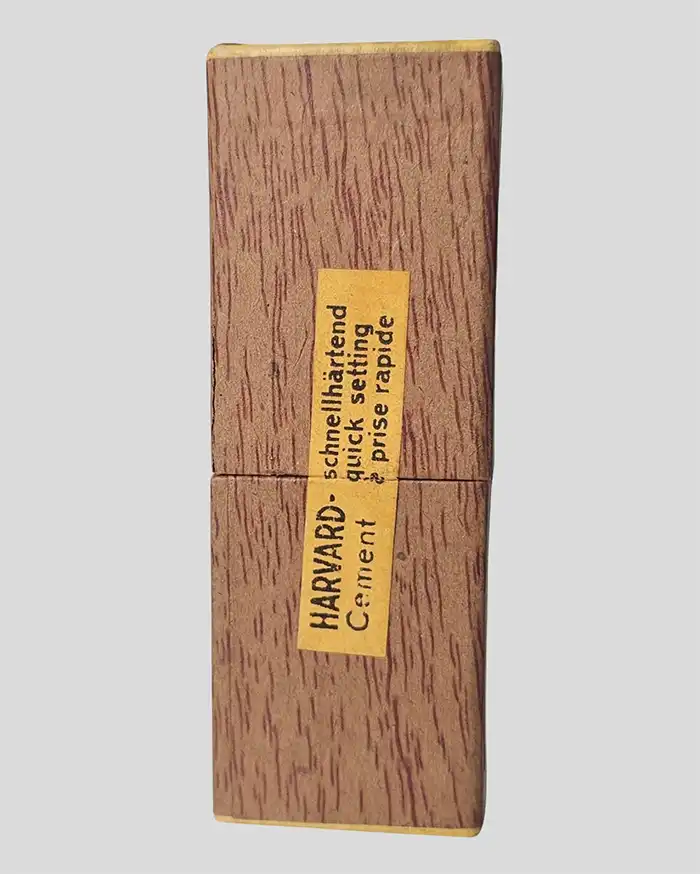 HARVARD-
Cement
schnellhärtend
quick setting
à prise rapide